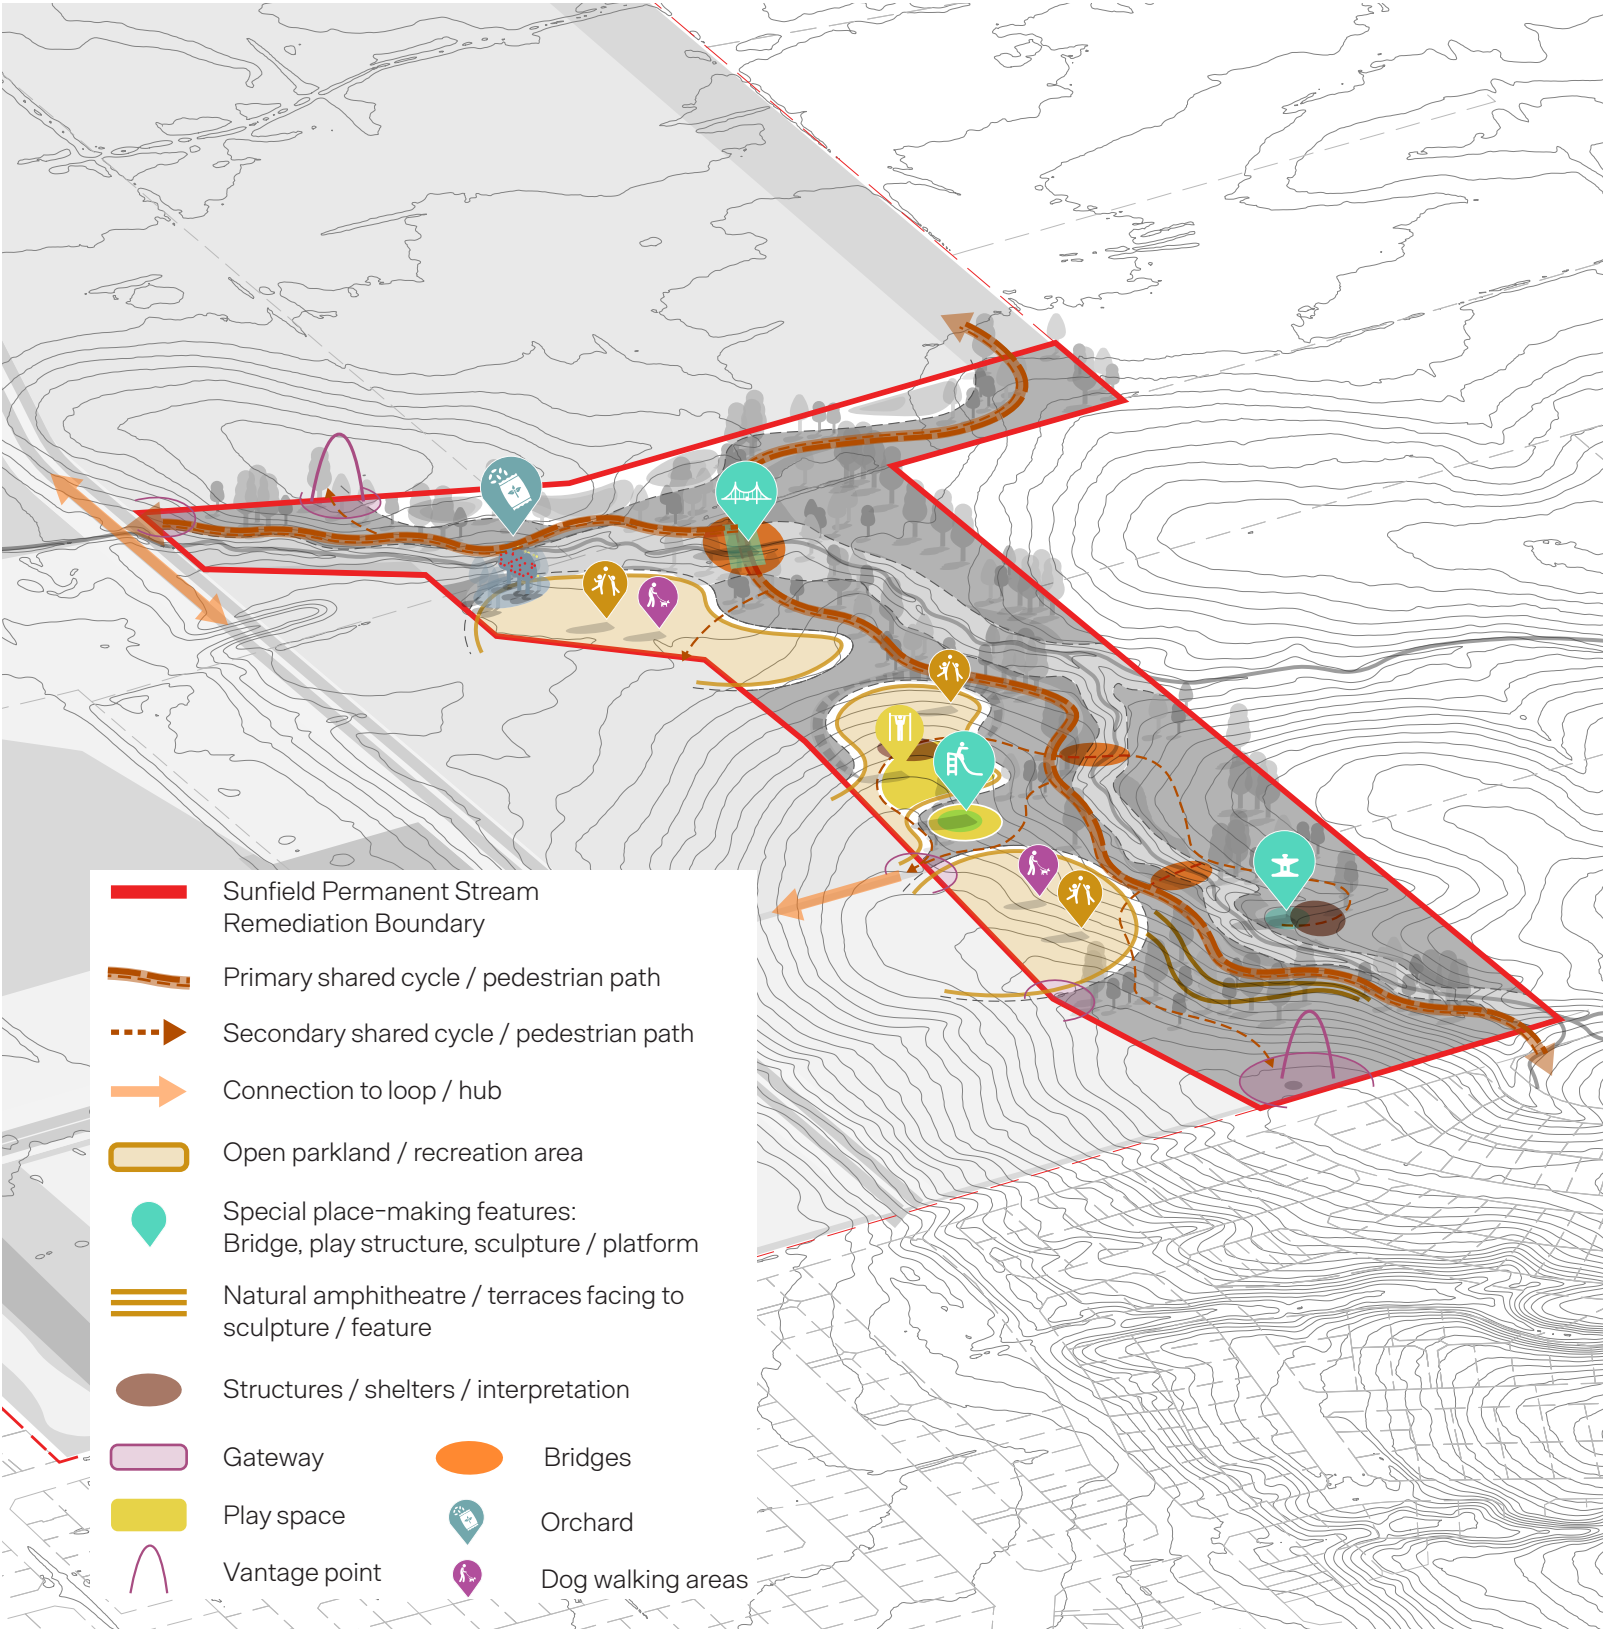 Sunfield Permanent Stream
Remediation Boundary
Primary shared cycle / pedestrian path
Secondary shared cycle / pedestrian path
Connection to loop / hub
Open parkland / recreation area
Special place-making features:
Bridge, play structure, sculpture / platform
Natural amphitheatre / terraces facing to
sculpture / feature
Structures / shelters / interpretation
Gateway
Bridges
Play space
Orchard
Vantage point
Dog walking areas